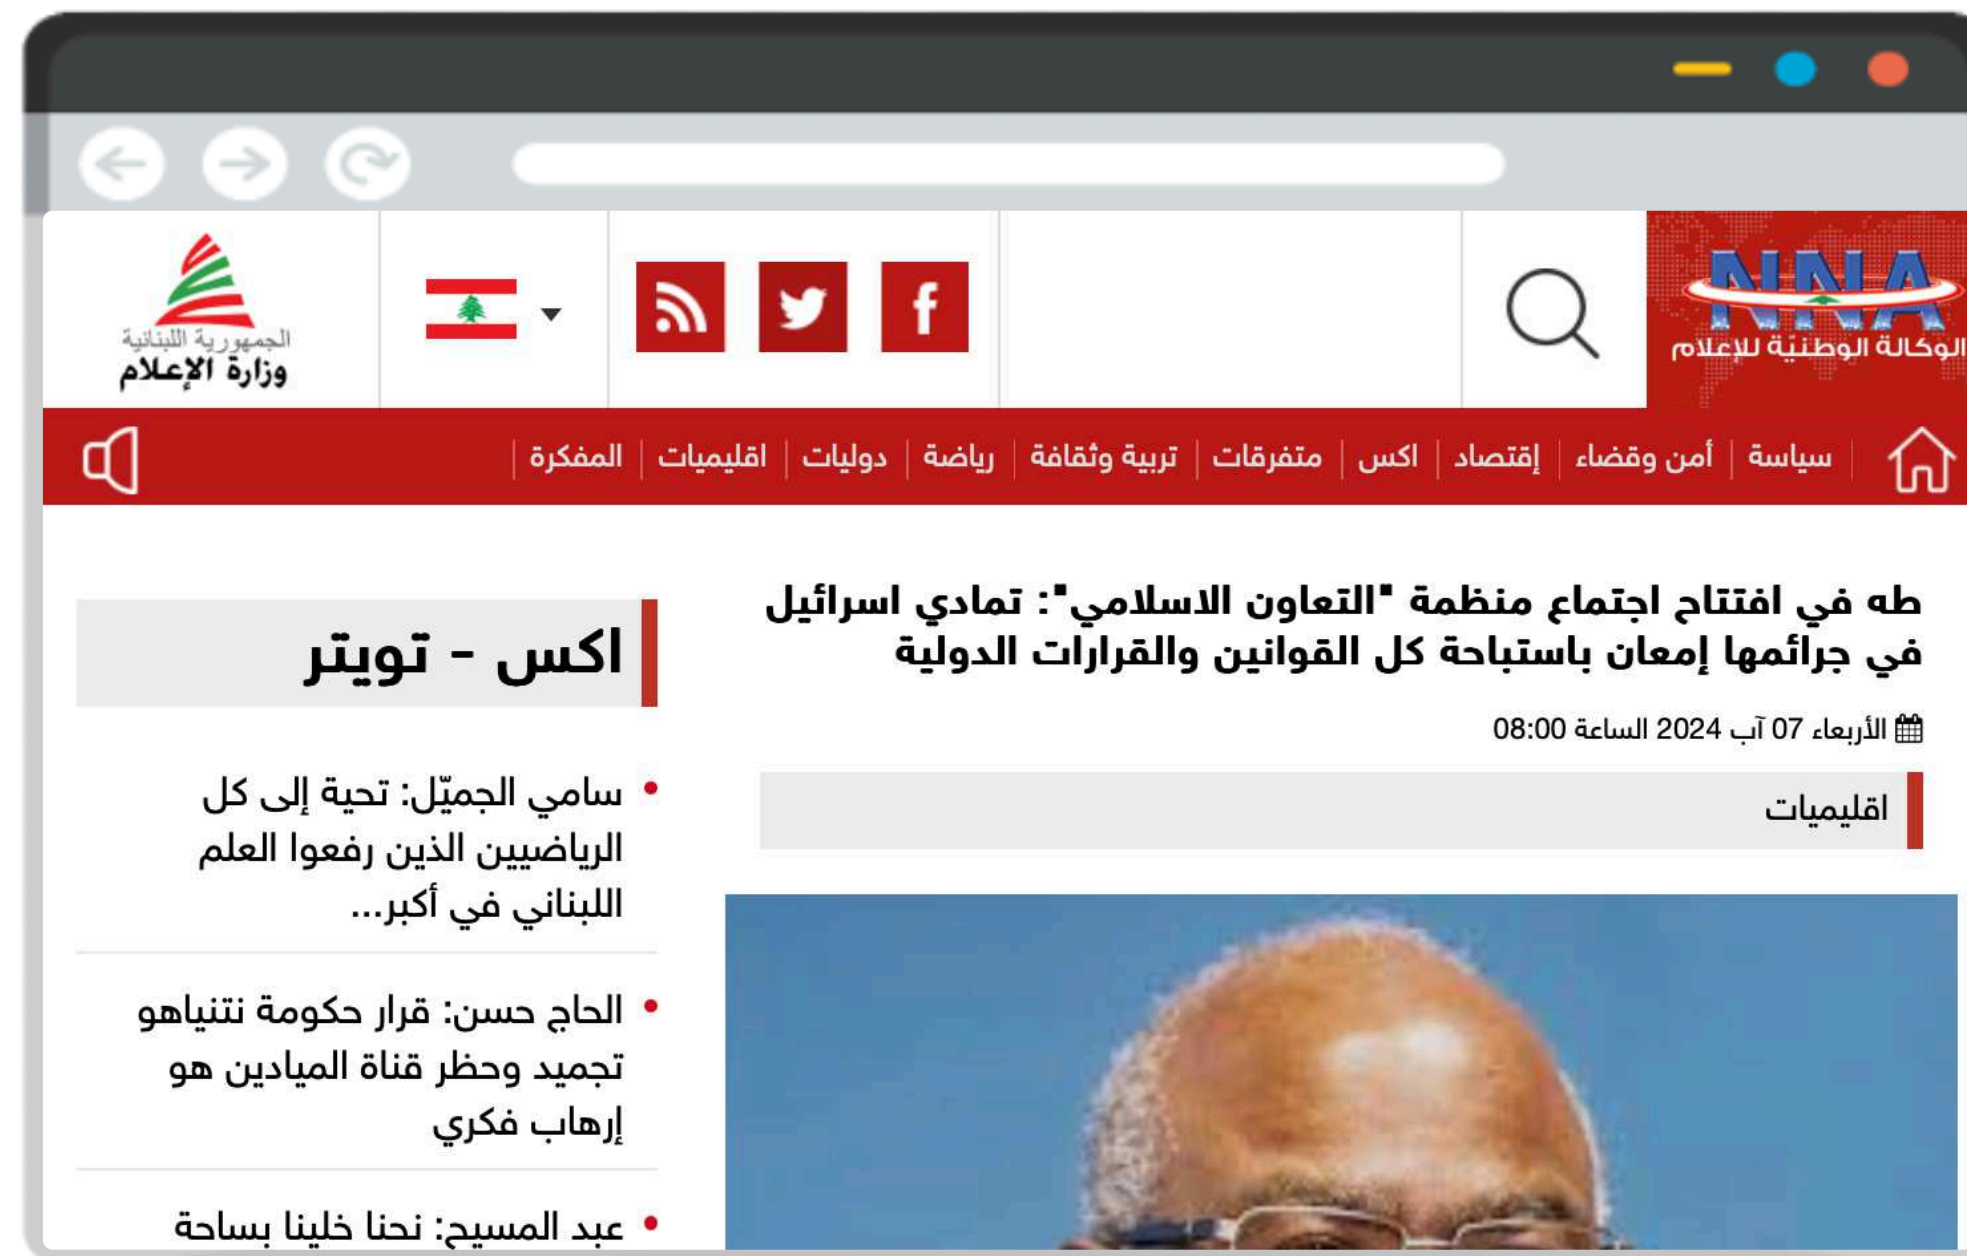 NNA
الوكالة الوطنيّة للإعلام
الجمهورية اللبنانية
وزارة الإعلام
سياسة | أمن وقضاء | إقتصاد | اكس | متفرقات | تربية وثقافة | رياضة | دوليات | اقليميات | المفكرة
طه في افتتاح اجتماع منظمة "التعاون الاسلامي": تمادي اسرائيل
في جرائمها إمعان باستباحة كل القوانين والقرارات الدولية
الأربعاء 07 آب 2024 الساعة 08:00
اقليميات
اكس - تويتر
سامي الجميّل: تحية إلى كل
الرياضيين الذين رفعوا العلم
اللبناني في أكبر...
الحاج حسن: قرار حكومة نتنياهو
تجميد وحظر قناة الميادين هو
إرهاب فكري
عبد المسيح: نحنا خلينا بساحة